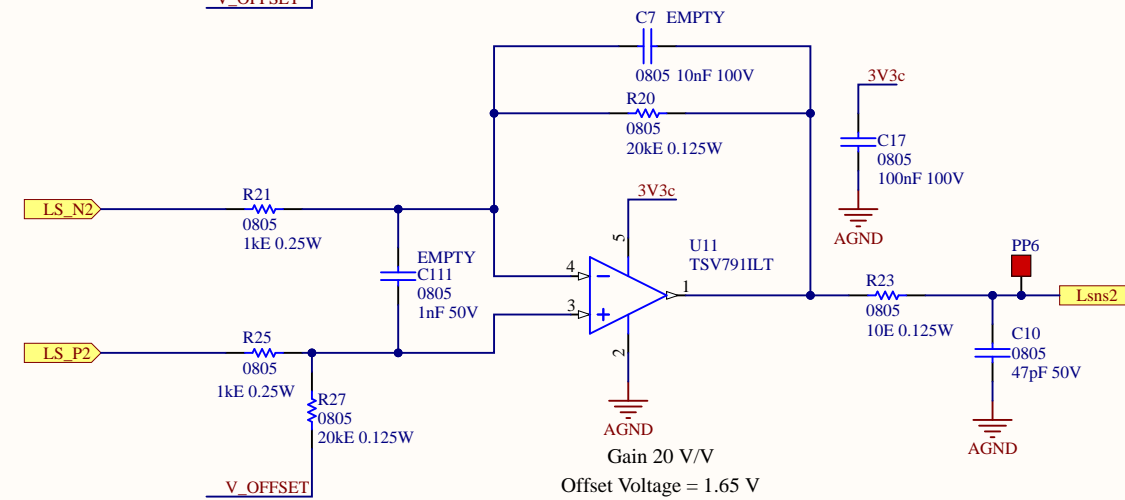 V_OFFSET
C7 EMPTY
0805 10nF 100V
R20
0805
20kE 0.125W
3V3c
C17
0805
100nF 100V
AGND
LS_N2
R21
0805
1kE 0.25W
EMPTY
C111
0805
1nF 50V
3V3c
5
U11
TSV791ILT
4
3
1
2
AGND
PP6
R23
0805
10E 0.125W
Lsns2
C10
0805
47pF 50V
AGND
LS_P2
R25
0805
1kE 0.25W
R27
0805
20kE 0.125W
V_OFFSET
Gain 20 V/V
Offset Voltage = 1.65 V